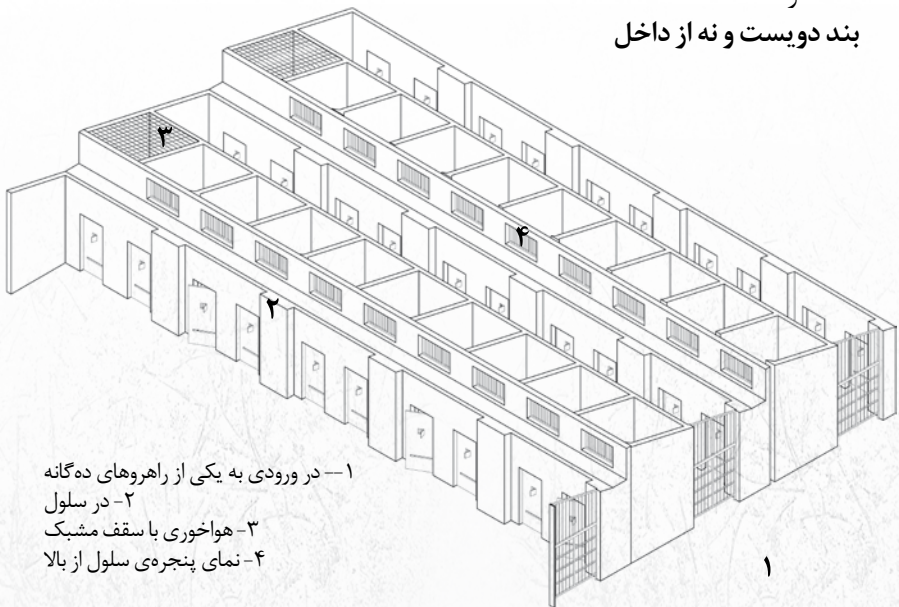 بند دویست و نه از داخل
۳
۴
۲
۱-- در ورودی به یکی از راهروهای ده‌گانه
۲- در سلول
۳- هواخوری با سقف مشبک
۴- نمای پنجره‌ی سلول از بالا
۱